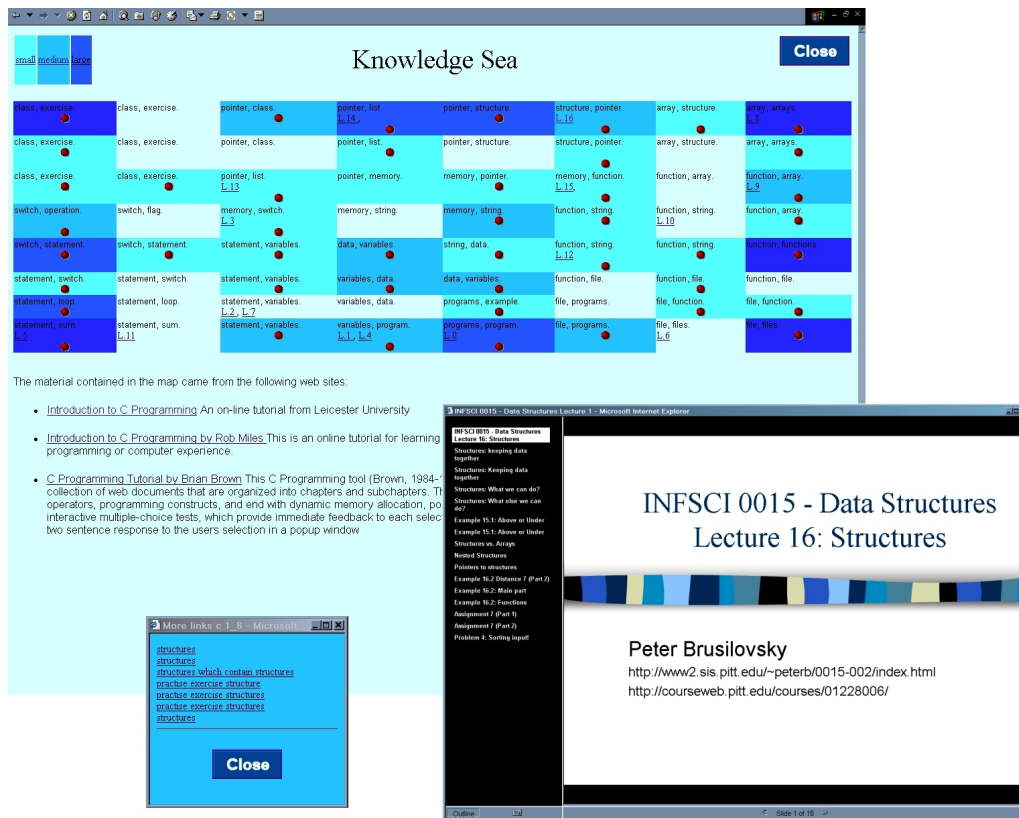 small medium large
Knowledge Sea
Close
class, exercise. class, exercise. pointer, class. pointer, list. pointer, structure. structure, pointer. array, structure. array, arrays.
L.14, L.16 L.8
class, exercise. class, exercise. pointer, class. pointer, list. pointer, structure. structure, pointer. array, structure. array, arrays.
class, exercise. class, exercise. pointer, list. pointer, memory. memory, pointer. memory, function. function, array. function, array.
L.13 L.15, L.9
switch, operation. switch, flag. memory, switch. memory, string. memory, string. function, string. function, string. function, array.
L.3 L.10
switch, statement. switch, statement. statement, variables. data, variables. string, data. function, string. function, string. function, functions.
L.12
statement, switch. statement, switch. statement, variables. variables, data. data, variables. function, file. function, file. function, file.
statement, loop. statement, loop. statement, variables. variables, data. programs, example. file, programs. file, function. file, function.
L.2, L.7
statement, sum. statement, sum. statement, variables. variables, program. programs, program. file, programs. file, files. file, files.
L.5 L.11 L.1, L.4 L.0 L.6
The material contained in the map came from the following web sites:
• Introduction to C Programming An on-line tutorial from Leicester University
• Introduction to C Programming by Rob Miles This is an online tutorial for learning
programming or computer experience.
• C Programming Tutorial by Brian Brown This C Programming tool (Brown, 1984-
collection of web documents that are organized into chapters and subchapters. Th
operators, programming constructs, and end with dynamic memory allocation, po
interactive multiple-choice tests, which provide immediate feedback to each selec
two sentence response to the users selection in a popup window
More links c 1_6 - Microsoft
structures
structures
structures which contain structures
practise exercise structure
practise exercise structures
practise exercise structures
structures
Close
INFSCI 0015 - Data Structures Lecture 1 - Microsoft Internet Explorer
INFSCI 0015 - Data Structures
Lecture 16: Structures
Structures: keeping data
together
Structures: Keeping data
together
Structures: What we can do?
Structures: What else we can
do?
Example 15.1: Above or Under
Example 15.1: Above or Under
Structures vs. Arrays
Nested Structures
Pointers to structures
Example 16.2 Distance 7 (Part 2)
Example 16.2: Main part
Example 16.2: Functions
Assignment 7 (Part 1)
Assignment 7 (Part 2)
Problem 4: Sorting input!
INFSCI 0015 - Data Structures
Lecture 16: Structures
Peter Brusilovsky
http://www2.sis.pitt.edu/~peterb/0015-002/index.html
http://courseweb.pitt.edu/courses/01228006/
Outline
Slide 1 of 16